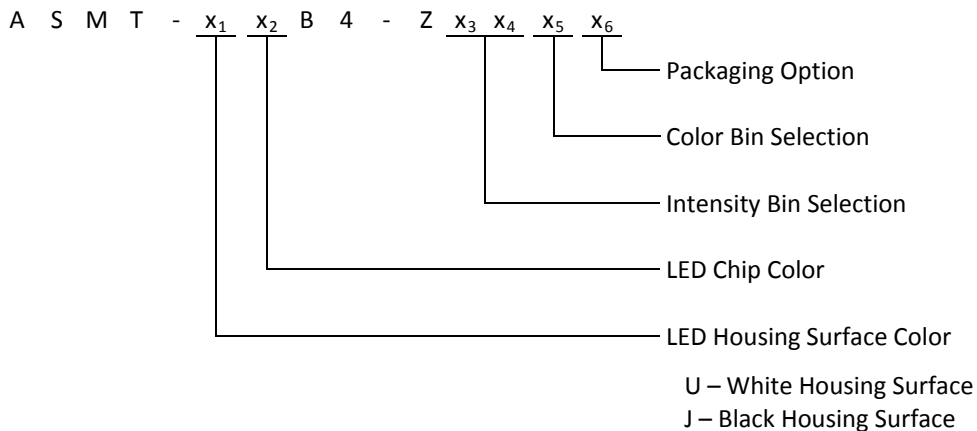 A S M T - x₁ x₂ B 4 - Z x₃ x₄ x₅ x₆
Packaging Option
Color Bin Selection
Intensity Bin Selection
LED Chip Color
LED Housing Surface Color
U – White Housing Surface
J – Black Housing Surface